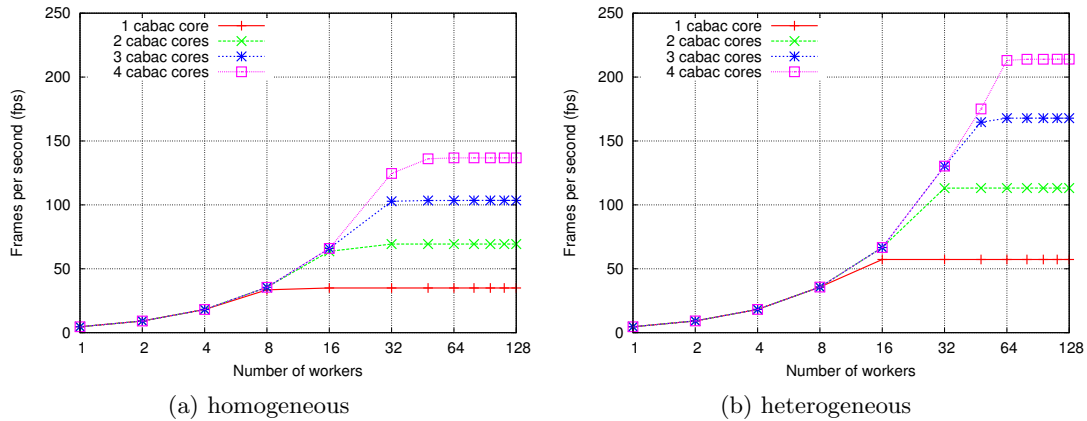 250
200
150
100
50
0
Frames per second (fps)
1 cabac core
2 cabac cores
3 cabac cores
4 cabac cores
1 2 4 8 16 32 64 128
Number of workers
(a) homogeneous
250
200
150
100
50
0
Frames per second (fps)
1 cabac core
2 cabac cores
3 cabac cores
4 cabac cores
1 2 4 8 16 32 64 128
Number of workers
(b) heterogeneous